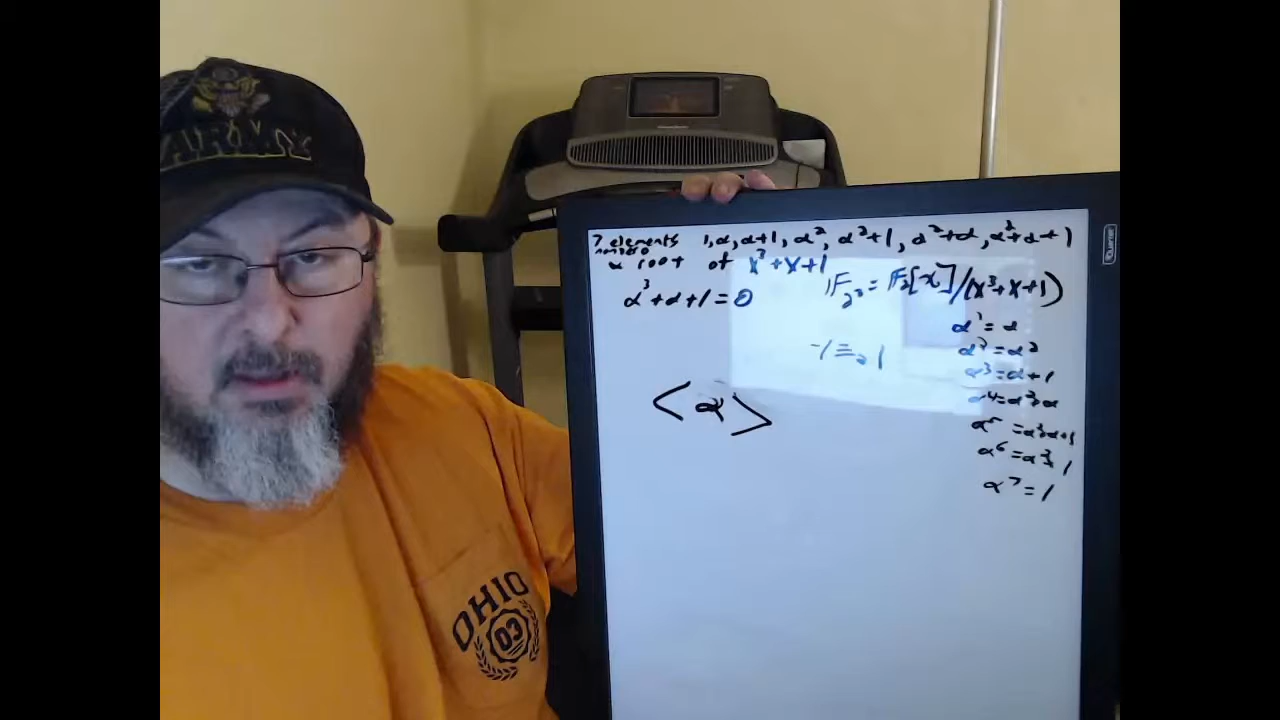 ARMY
OHIO
03
7 elements 1, α, α+1, α², α²+1, α²+α, α²+α+1
nonzero
α root of x³+x+1
α³+α+1=0
𝔽₂³ = 𝔽₂[x]/(x³+x+1)
-1 ≡₂ 1
<α>
α¹ = α
α² = α²
α³ = α+1
α⁴ = α²+α
α⁵ = α²+α+1
α⁶ = α²+1
α⁷ = 1